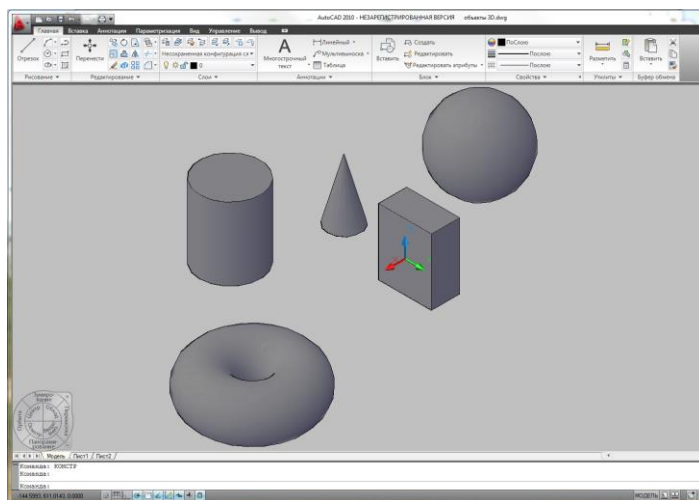 AutoCAD 2010 - НЕЗАРЕГИСТРИРОВАННАЯ ВЕРСИЯ объекты 3D.dwg
Главная Вставка Аннотации Параметризация Вид Управление Вывод
Отрезок Перенести Несохраненная конфигурация сл 0 Многострочный текст Линейный Мультивыноска Таблица Вставить Создать Редактировать Редактировать атрибуты ПоСлою Послою Послою Разметить Вставить
Рисование Редактирование Слои Аннотации Блок Свойства Утилиты Буфер обмена
Модель Лист1 Лист2
Команда: КОНСТР
Команда:
Команда:
МОДЕЛЬ